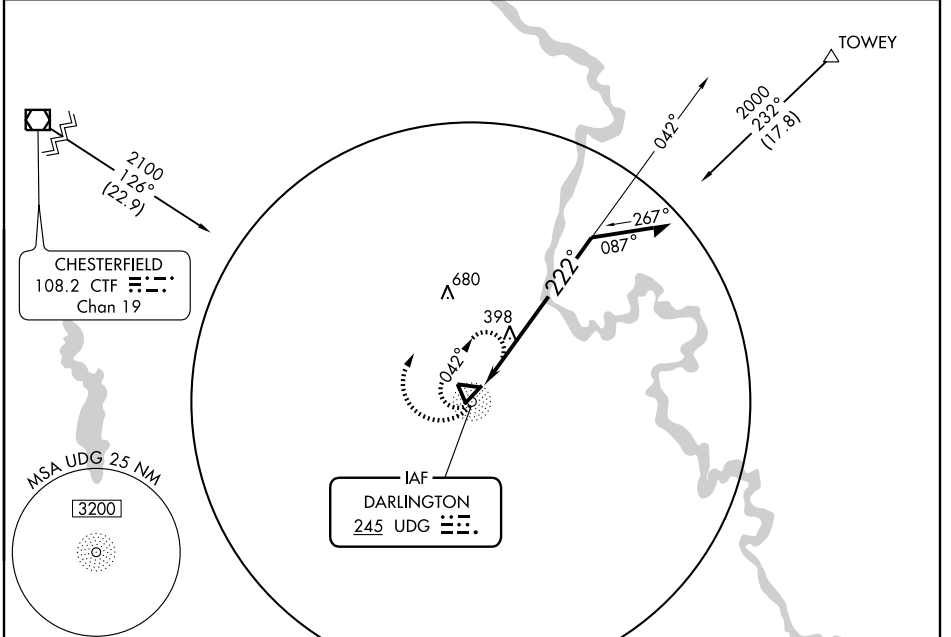 TOWEY
2000
232°
(17.8)
042°
2100
126°
(22.9)
267°
087°
CHESTERFIELD
108.2 CTF
Chan 19
222°
680
398
042°
MSA UDG 25 NM
3200
IAF
DARLINGTON
245 UDG